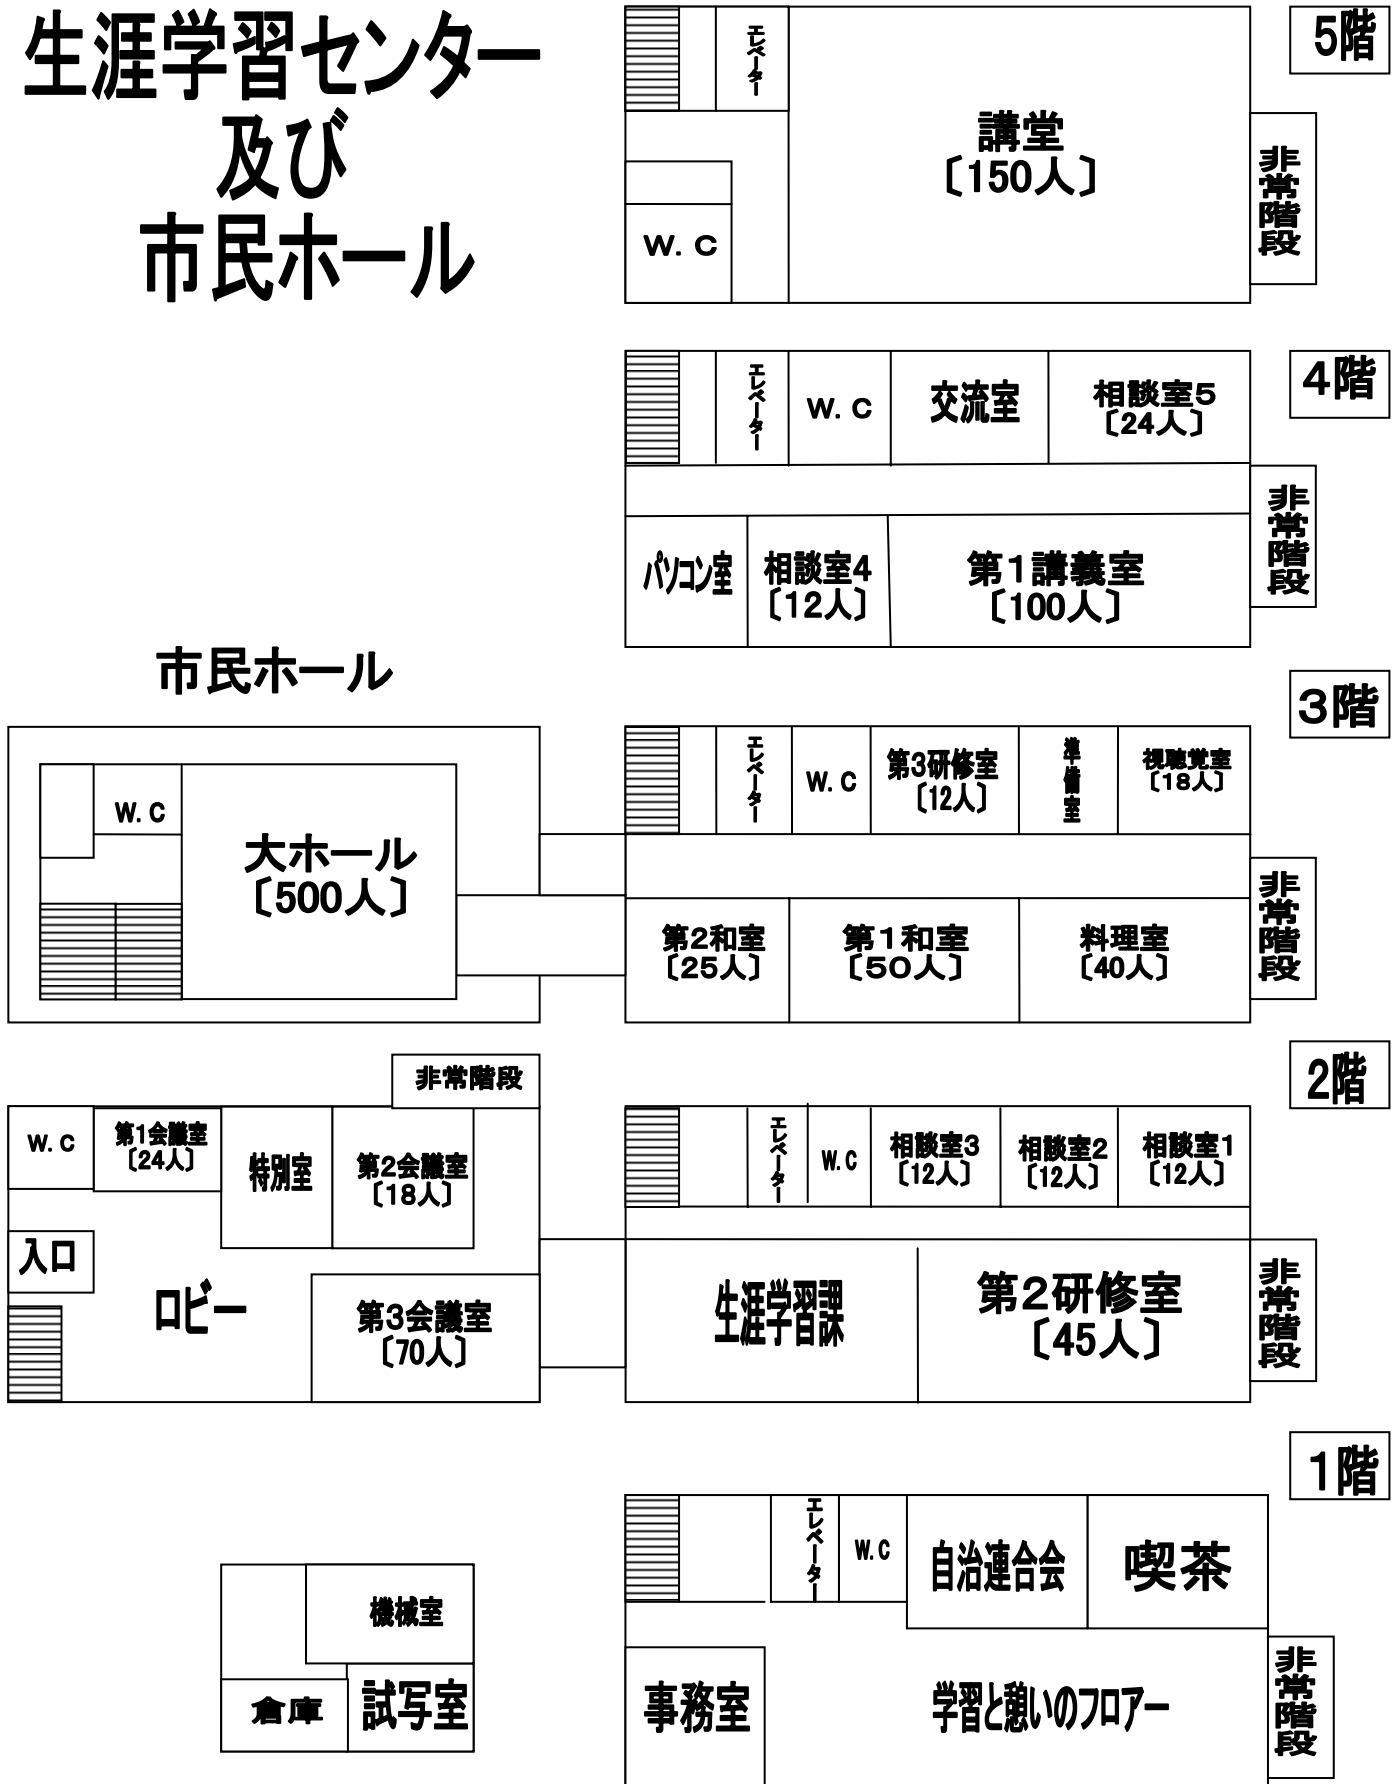 生涯学習センター
及び
市民ホール
5階
エレベーター
講堂
〔150人〕
W.C
非常階段
4階
エレベーター
W.C
交流室
相談室5
〔24人〕
パソコン室
相談室4
〔12人〕
第1講義室
〔100人〕
非常階段
市民ホール
3階
W.C
大ホール
〔500人〕
エレベーター
W.C
第3研修室
〔12人〕
準備室
視聴覚室
〔18人〕
第2和室
〔25人〕
第1和室
〔50人〕
料理室
〔40人〕
非常階段
2階
非常階段
W.C
第1会議室
〔24人〕
特別室
第2会議室
〔18人〕
入口
ロビー
第3会議室
〔70人〕
エレベーター
W.C
相談室3
〔12人〕
相談室2
〔12人〕
相談室1
〔12人〕
生涯学習課
第2研修室
〔45人〕
非常階段
1階
機械室
倉庫
試写室
エレベーター
W.C
自治連合会
喫茶
事務室
学習と憩いのフロアー
非常階段